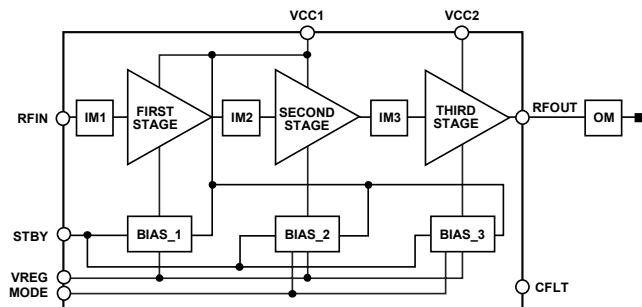 VCC1 VCC2
RFIN IM1 FIRST STAGE IM2 SECOND STAGE IM3 THIRD STAGE RFOUT OM
STBY BIAS_1 BIAS_2 BIAS_3
VREG
MODE
CFLT